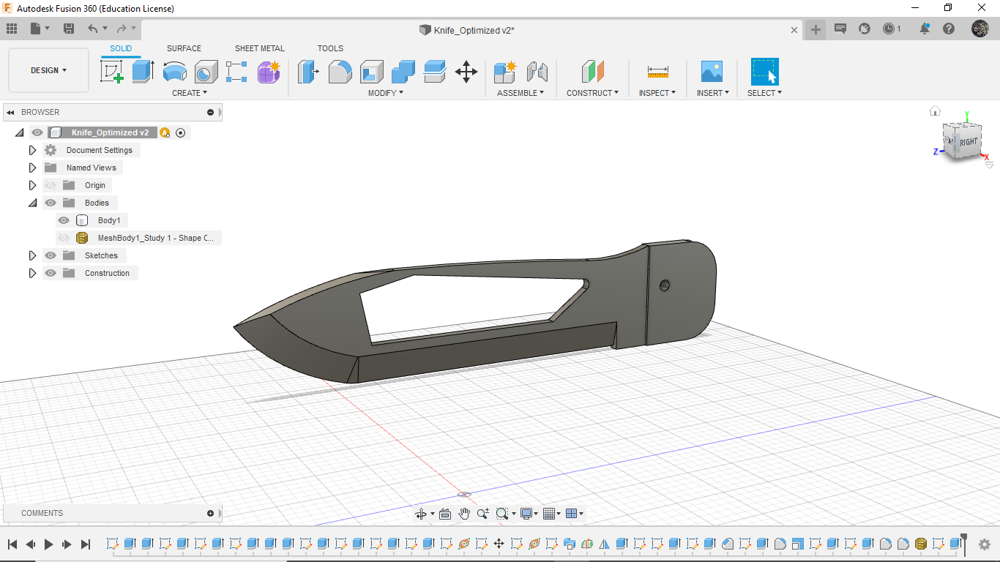 Autodesk Fusion 360 (Education License)
Knife_Optimized v2*
1
SOLID SURFACE SHEET METAL TOOLS
DESIGN
CREATE MODIFY ASSEMBLE CONSTRUCT INSPECT INSERT SELECT
BROWSER
Knife_Optimized v2
Document Settings
Named Views
Origin
Bodies
Body1
MeshBody1_Study 1 - Shape O...
Sketches
Construction
Y
RIGHT
Z
X
COMMENTS